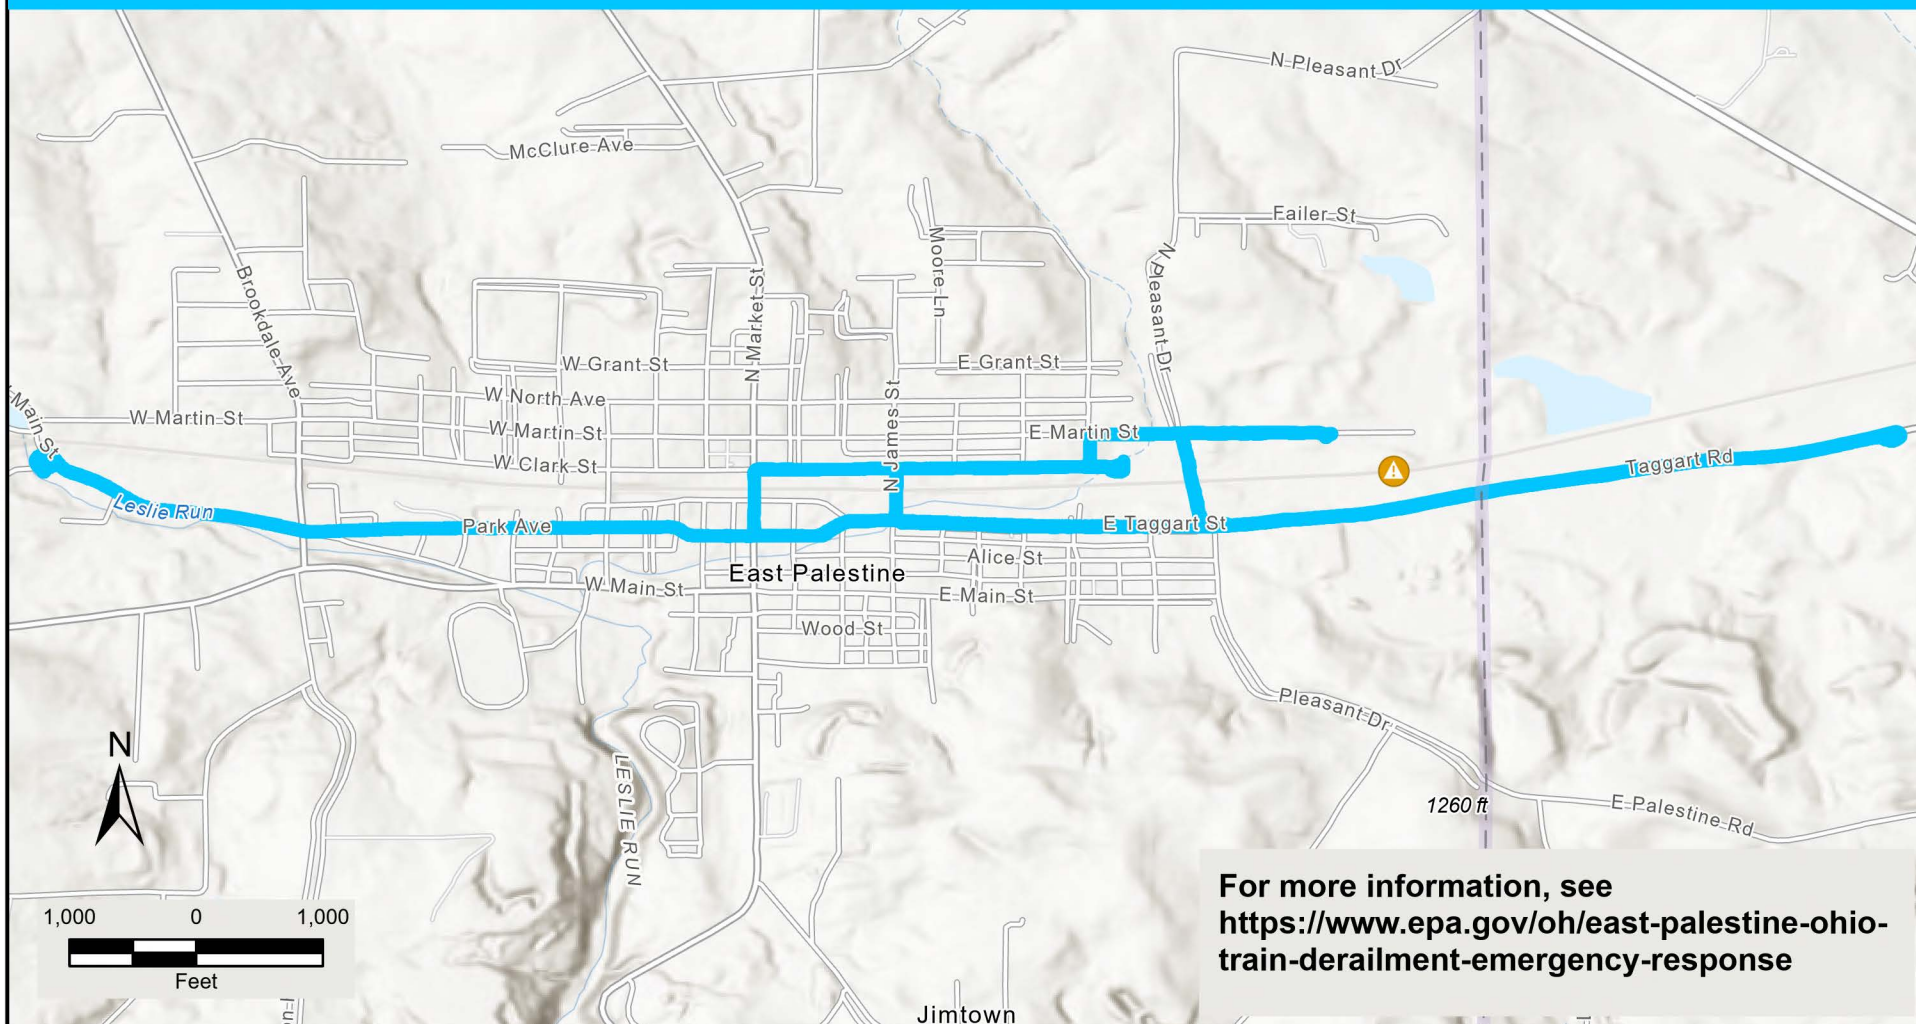 N Pleasant Dr
McClure Ave
Failer St
Moore Ln
N Pleasant Dr
Brookdale Ave
N Market St
W Grant St
E Grant St
W North Ave
N James St
Main St
W Martin St
W Martin St
E Martin St
W Clark St
Taggart Rd
Leslie Run
Park Ave
E Taggart St
Alice St
East Palestine
W Main St
E Main St
Wood St
Pleasant Dr
N
LESLIE RUN
1260 ft
E Palestine Rd
1,000 0 1,000
Feet
For more information, see
https://www.epa.gov/oh/east-palestine-ohio-
train-derailment-emergency-response
Jimtown